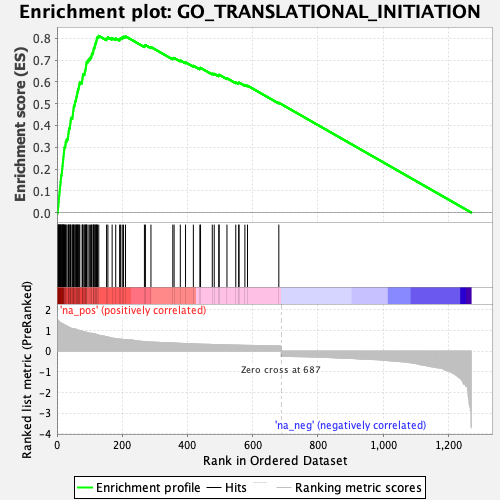 Enrichment plot: GO_TRANSLATIONAL_INITIATION
Enrichment score (ES)
0.8
0.7
0.6
0.5
0.4
0.3
0.2
0.1
0.0
'na_pos' (positively correlated)
Ranked list metric (PreRanked)
2
1
0
-1
-2
-3
-4
Zero cross at 687
'na_neg' (negatively correlated)
0 200 400 600 800 1,000 1,200
Rank in Ordered Dataset
Enrichment profile Hits Ranking metric scores